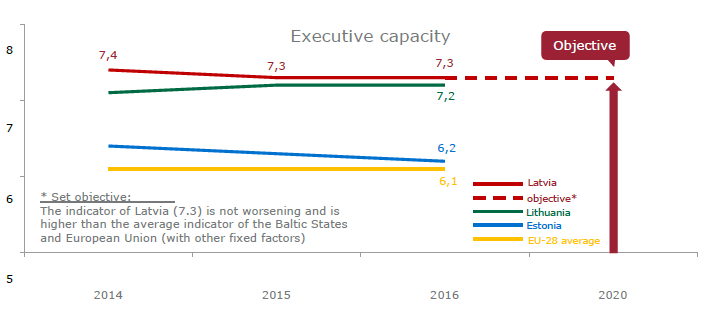 Executive capacity
8
7
6
5
7,4
7,3
7,3
7,2
6,2
6,1
Objective
* Set objective:
The indicator of Latvia (7.3) is not worsening and is
higher than the average indicator of the Baltic States
and European Union (with other fixed factors)
Latvia
objective*
Lithuania
Estonia
EU-28 average
2014
2015
2016
2020